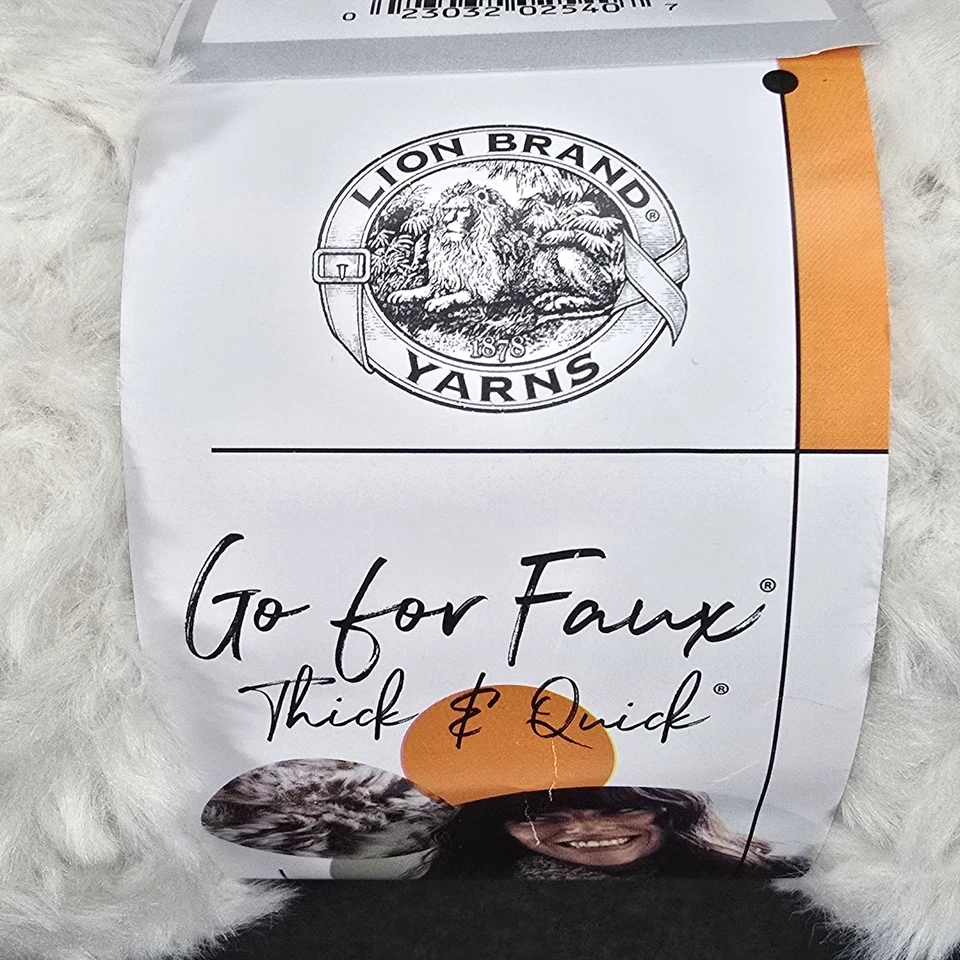 0 23032 02540 7
LION BRAND®
1878
YARNS
Go for Faux®
Thick & Quick®